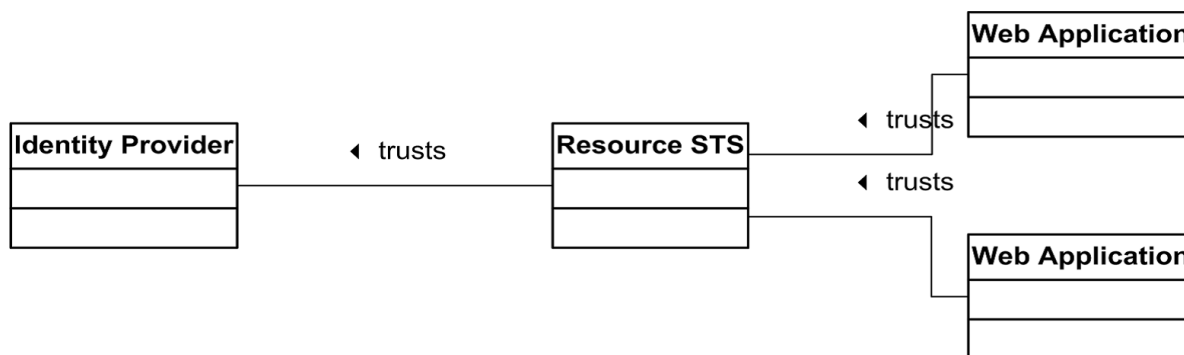 Web Application
trusts
Identity Provider
trusts
Resource STS
trusts
Web Application